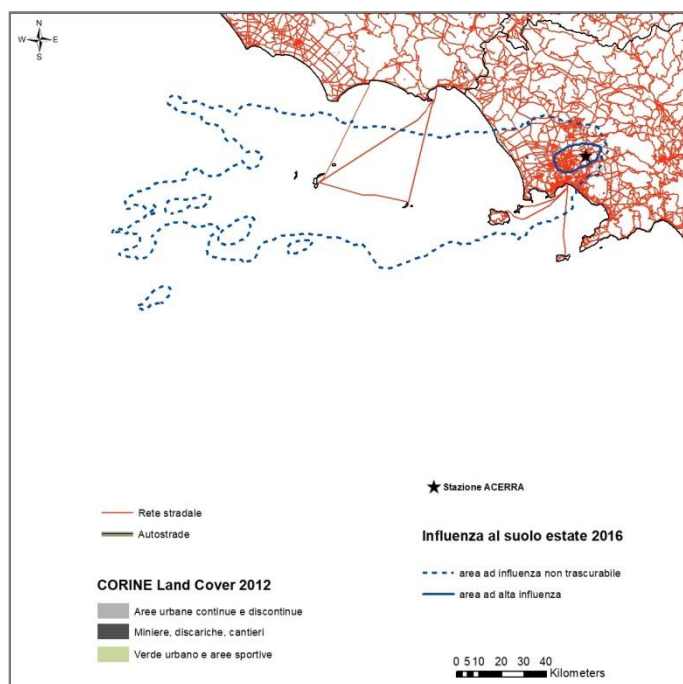 N
W E
S
Rete stradale
Autostrade
CORINE Land Cover 2012
Aree urbane continue e discontinue
Miniere, discariche, cantieri
Verde urbano e aree sportive
Stazione ACERRA
Influenza al suolo estate 2016
area ad influenza non trascurabile
area ad alta influenza
0 5 10 20 30 40
Kilometers